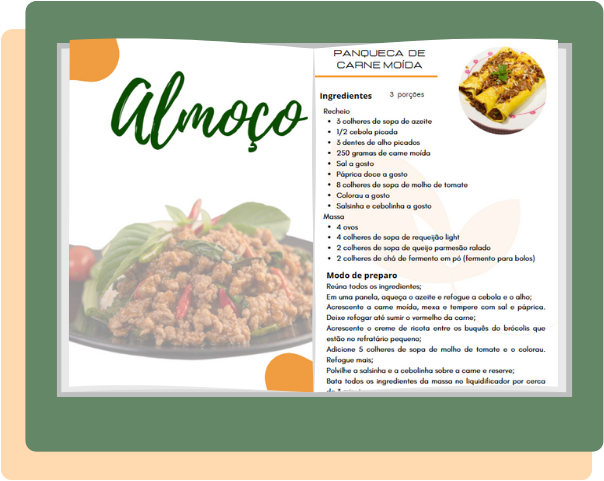 Almoço
PANQUECA DE
CARNE MOÍDA
Ingredientes 3 porções
Recheio
• 3 colheres de sopa de azeite
• 1/2 cebola picada
• 3 dentes de alho picados
• 250 gramas de carne moída
• Sal a gosto
• Páprica doce a gosto
• 8 colheres de sopa de molho de tomate
• Colorau a gosto
• Salsinha e cebolinha a gosto
Massa
• 4 ovos
• 4 colheres de sopa de requeijão light
• 2 colheres de sopa de queijo parmesão ralado
• 2 colheres de chá de fermento em pó (fermento para bolos)
Modo de preparo
Reúna todos os ingredientes;
Em uma panela, aqueça o azeite e refogue a cebola e o alho;
Acrescente a carne moída, mexa e tempere com sal e páprica.
Deixe refogar até sumir o vermelho da carne;
Acrescente o creme de ricota entre os buquês do brócolis que
estão no refratário pequeno;
Adicione 5 colheres de sopa de molho de tomate e o colorau.
Refogue mais;
Polvilhe a salsinha e a cebolinha sobre a carne e reserve;
Bata todos os ingredientes da massa no liquidificador por cerca